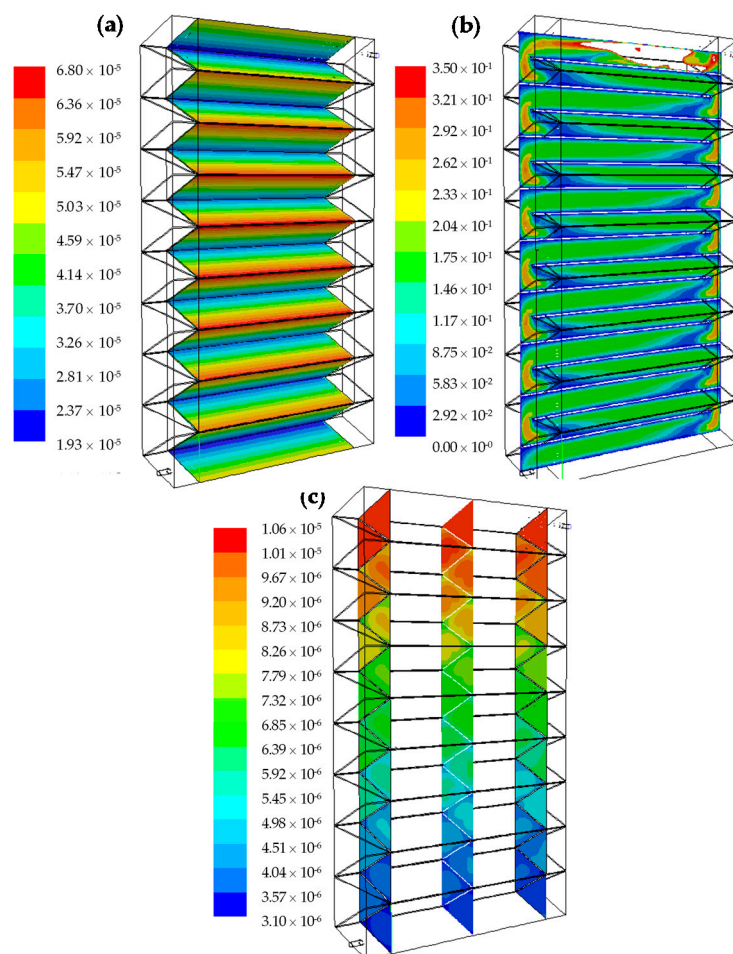 (a)
6.80 × 10⁻⁵
6.36 × 10⁻⁵
5.92 × 10⁻⁵
5.47 × 10⁻⁵
5.03 × 10⁻⁵
4.59 × 10⁻⁵
4.14 × 10⁻⁵
3.70 × 10⁻⁵
3.26 × 10⁻⁵
2.81 × 10⁻⁵
2.37 × 10⁻⁵
1.93 × 10⁻⁵
(b)
3.50 × 10⁻¹
3.21 × 10⁻¹
2.92 × 10⁻¹
2.62 × 10⁻¹
2.33 × 10⁻¹
2.04 × 10⁻¹
1.75 × 10⁻¹
1.46 × 10⁻¹
1.17 × 10⁻¹
8.75 × 10⁻²
5.83 × 10⁻²
2.92 × 10⁻²
0.00 × 10⁻⁰
(c)
1.06 × 10⁻⁵
1.01 × 10⁻⁵
9.67 × 10⁻⁶
9.20 × 10⁻⁶
8.73 × 10⁻⁶
8.26 × 10⁻⁶
7.79 × 10⁻⁶
7.32 × 10⁻⁶
6.85 × 10⁻⁶
6.39 × 10⁻⁶
5.92 × 10⁻⁶
5.45 × 10⁻⁶
4.98 × 10⁻⁶
4.51 × 10⁻⁶
4.04 × 10⁻⁶
3.57 × 10⁻⁶
3.10 × 10⁻⁶